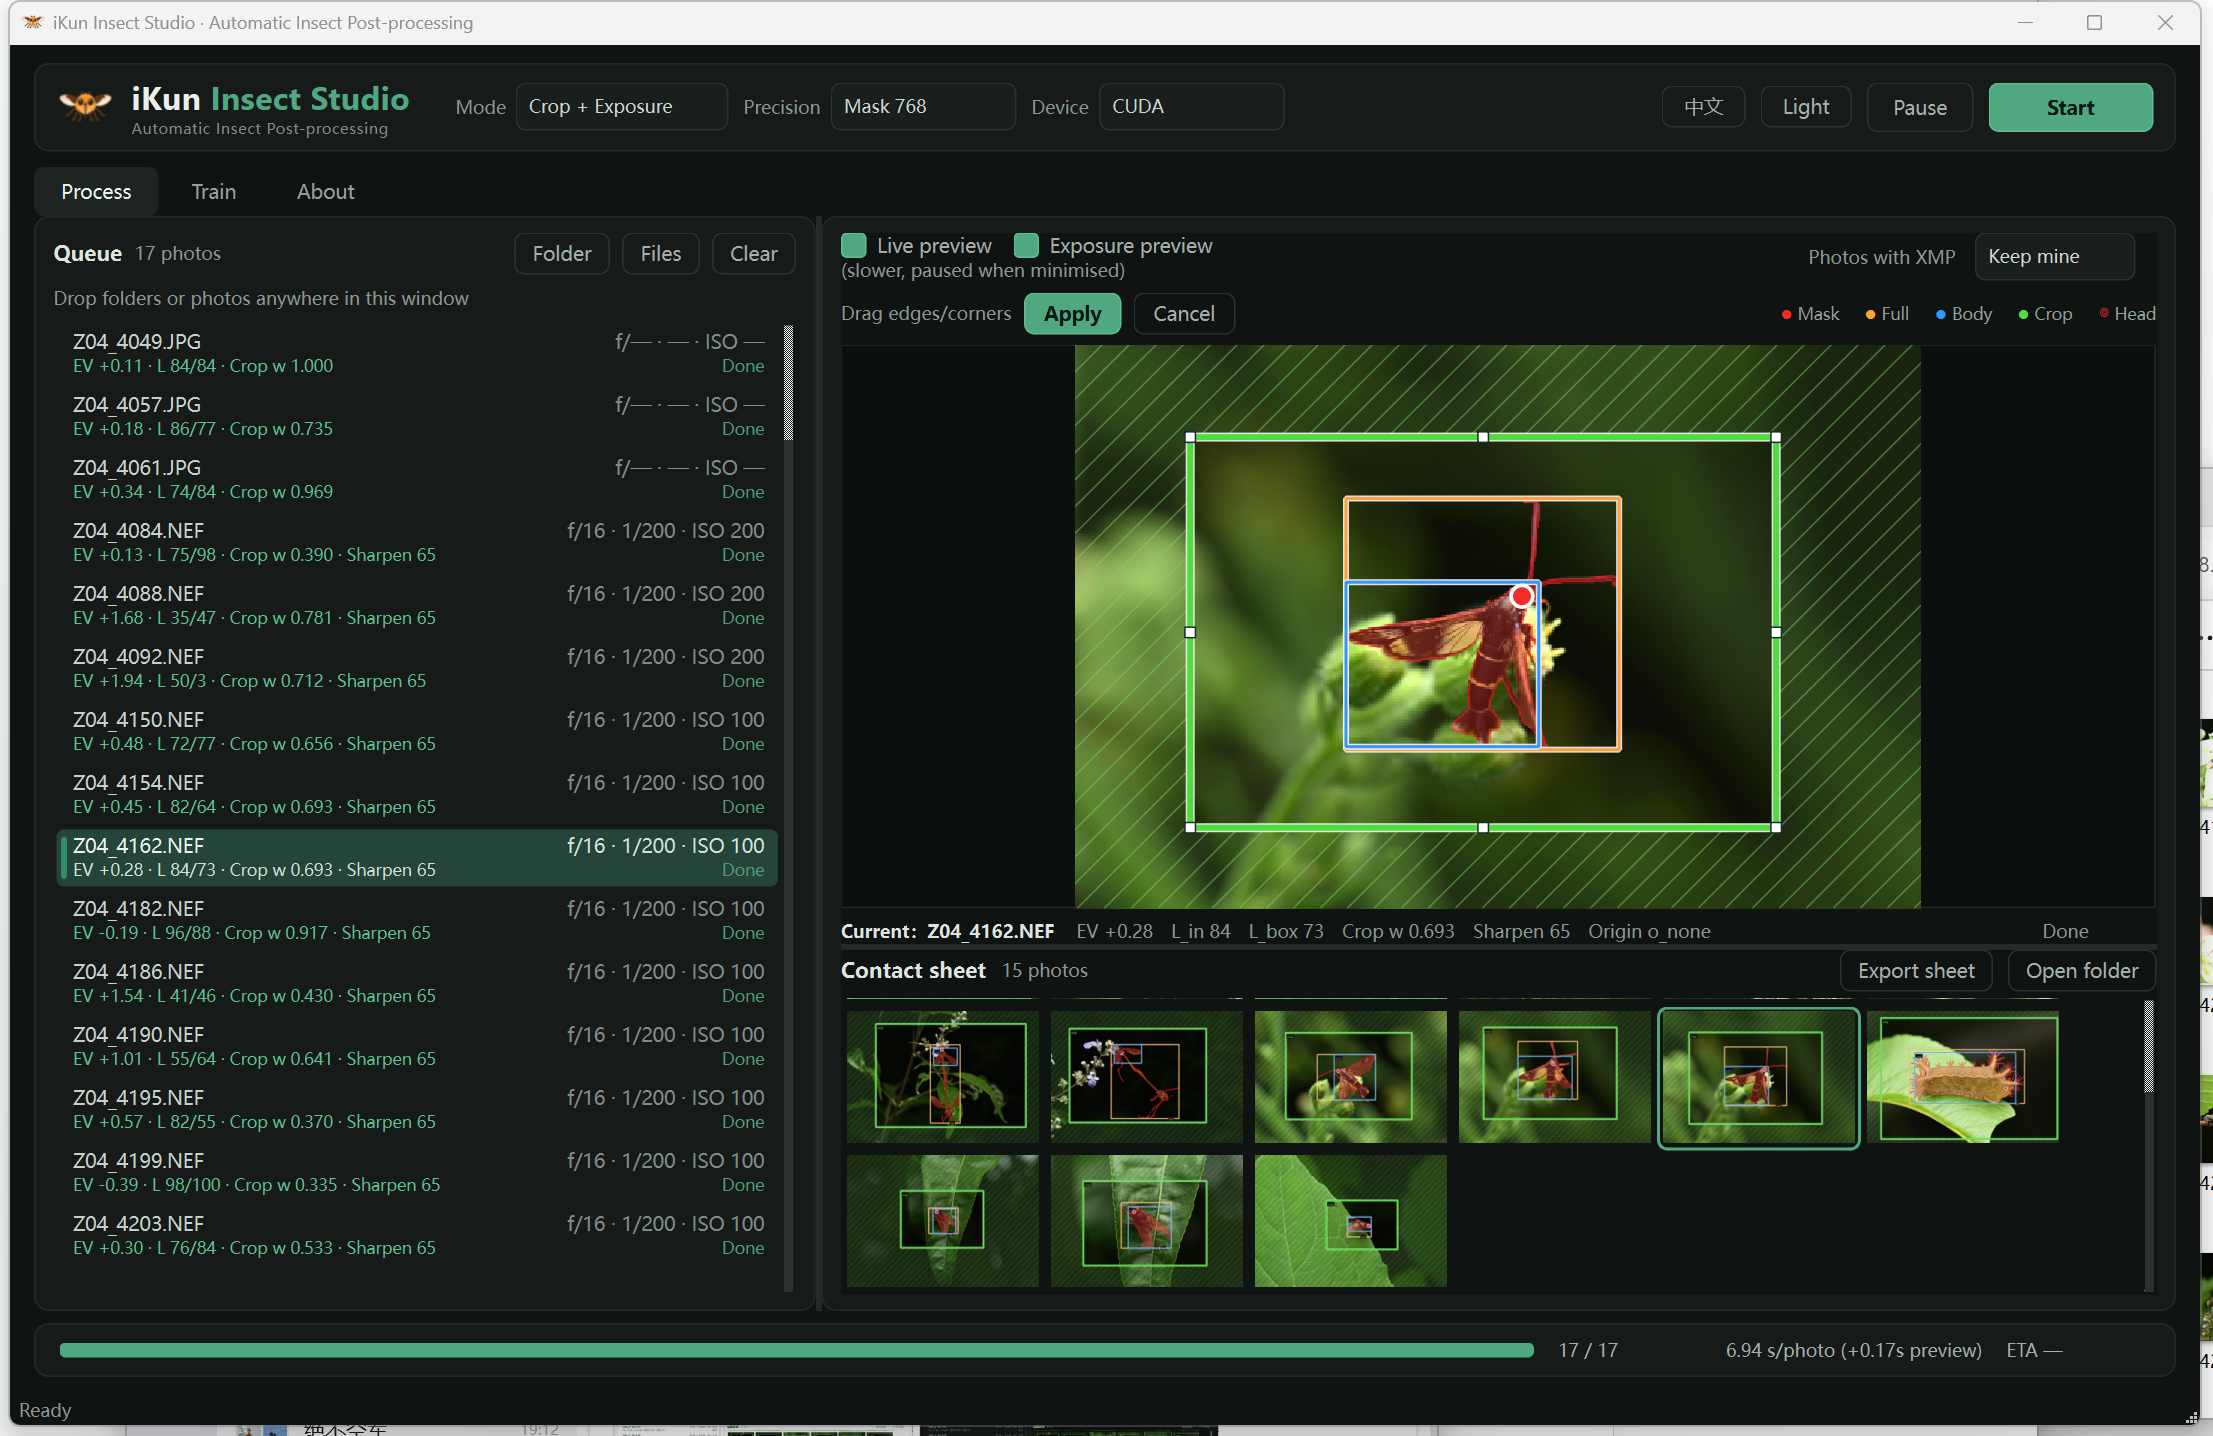 iKun Insect Studio · Automatic Insect Post-processing
iKun Insect Studio
Automatic Insect Post-processing
Mode Crop + Exposure Precision Mask 768 Device CUDA
中文 Light Pause Start
Process Train About
Queue 17 photos Folder Files Clear
Drop folders or photos anywhere in this window
Z04_4049.JPG f/— · — · ISO —
EV +0.11 · L 84/84 · Crop w 1.000 Done
Z04_4057.JPG f/— · — · ISO —
EV +0.18 · L 86/77 · Crop w 0.735 Done
Z04_4061.JPG f/— · — · ISO —
EV +0.34 · L 74/84 · Crop w 0.969 Done
Z04_4084.NEF f/16 · 1/200 · ISO 200
EV +0.13 · L 75/98 · Crop w 0.390 · Sharpen 65 Done
Z04_4088.NEF f/16 · 1/200 · ISO 200
EV +1.68 · L 35/47 · Crop w 0.781 · Sharpen 65 Done
Z04_4092.NEF f/16 · 1/200 · ISO 200
EV +1.94 · L 50/3 · Crop w 0.712 · Sharpen 65 Done
Z04_4150.NEF f/16 · 1/200 · ISO 100
EV +0.48 · L 72/77 · Crop w 0.656 · Sharpen 65 Done
Z04_4154.NEF f/16 · 1/200 · ISO 100
EV +0.45 · L 82/64 · Crop w 0.693 · Sharpen 65 Done
Z04_4162.NEF f/16 · 1/200 · ISO 100
EV +0.28 · L 84/73 · Crop w 0.693 · Sharpen 65 Done
Z04_4182.NEF f/16 · 1/200 · ISO 100
EV -0.19 · L 96/88 · Crop w 0.917 · Sharpen 65 Done
Z04_4186.NEF f/16 · 1/200 · ISO 100
EV +1.54 · L 41/46 · Crop w 0.430 · Sharpen 65 Done
Z04_4190.NEF f/16 · 1/200 · ISO 100
EV +1.01 · L 55/64 · Crop w 0.641 · Sharpen 65 Done
Z04_4195.NEF f/16 · 1/200 · ISO 100
EV +0.57 · L 82/55 · Crop w 0.370 · Sharpen 65 Done
Z04_4199.NEF f/16 · 1/200 · ISO 100
EV -0.39 · L 98/100 · Crop w 0.335 · Sharpen 65 Done
Z04_4203.NEF f/16 · 1/200 · ISO 100
EV +0.30 · L 76/84 · Crop w 0.533 · Sharpen 65 Done
Live preview Exposure preview
(slower, paused when minimised)
Photos with XMP Keep mine
Drag edges/corners Apply Cancel
Mask Full Body Crop Head
Current: Z04_4162.NEF EV +0.28 L_in 84 L_box 73 Crop w 0.693 Sharpen 65 Origin o_none Done
Contact sheet 15 photos Export sheet Open folder
17 / 17 6.94 s/photo (+0.17s preview) ETA —
Ready
19:12